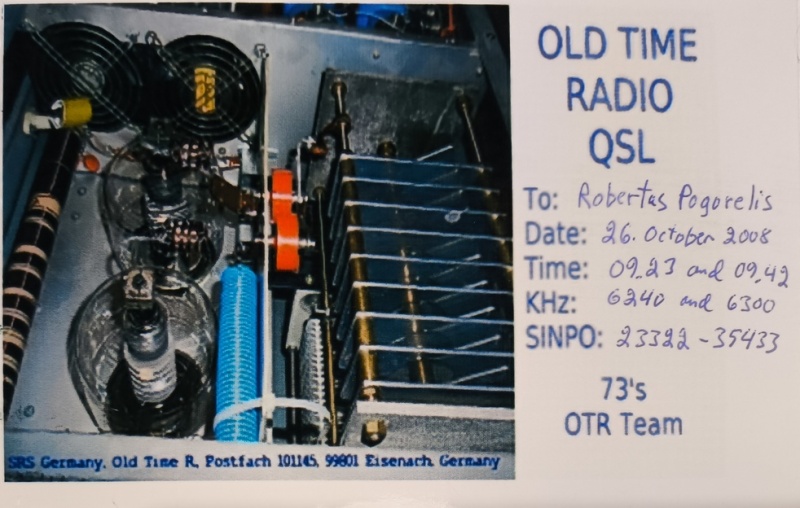 OLD TIME
RADIO
QSL
To: Robertas Pogorelis
Date: 26. October 2008
Time: 09.23 and 09.42
KHz: 6240 and 6300
SINPO: 23322 - 35433
73's
OTR Team
SRS Germany, Old Time R, Postfach 101145, 99801 Eisenach, Germany